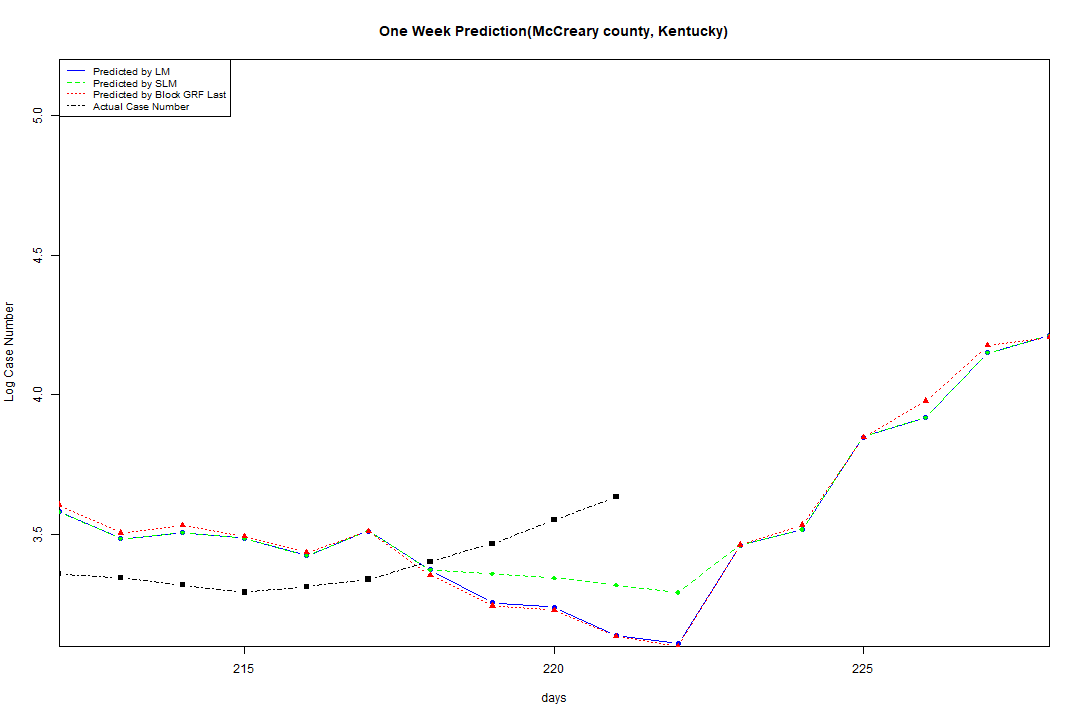 One Week Prediction(McCreary county, Kentucky)
Predicted by LM
Predicted by SLM
Predicted by Block GRF Last
Actual Case Number
5.0
4.5
4.0
3.5
Log Case Number
215
220
225
days